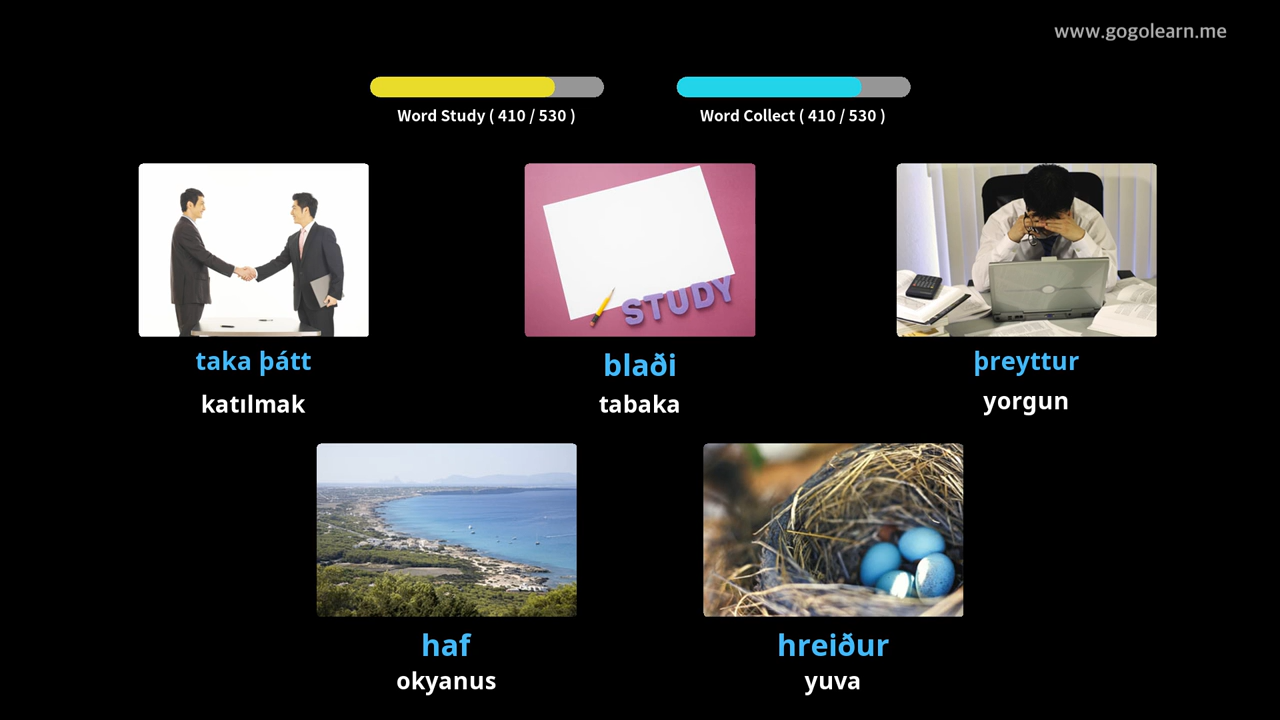 www.gogolearn.me
Word Study ( 410 / 530 )
Word Collect ( 410 / 530 )
STUDY
taka þátt
blaði
þreyttur
katılmak
tabaka
yorgun
haf
hreiður
okyanus
yuva